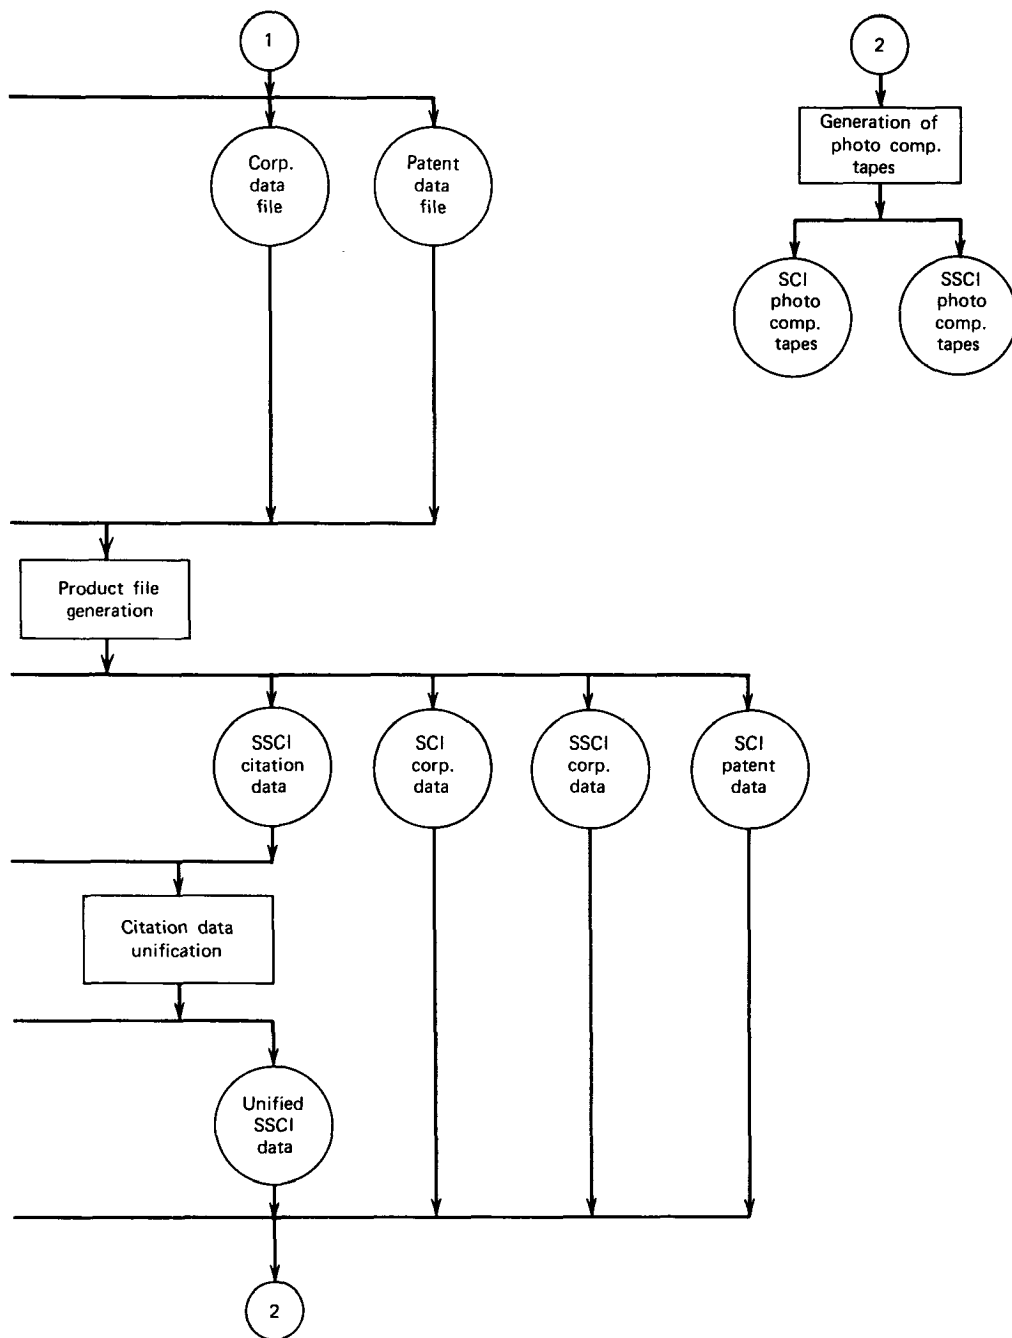 1
2
Generation of
photo comp.
tapes
Corp.
data
file
Patent
data
file
SCI
photo
comp.
tapes
SSCI
photo
comp.
tapes
Product file
generation
SSCI
citation
data
SCI
corp.
data
SSCI
corp.
data
SCI
patent
data
Citation data
unification
Unified
SSCI
data
2